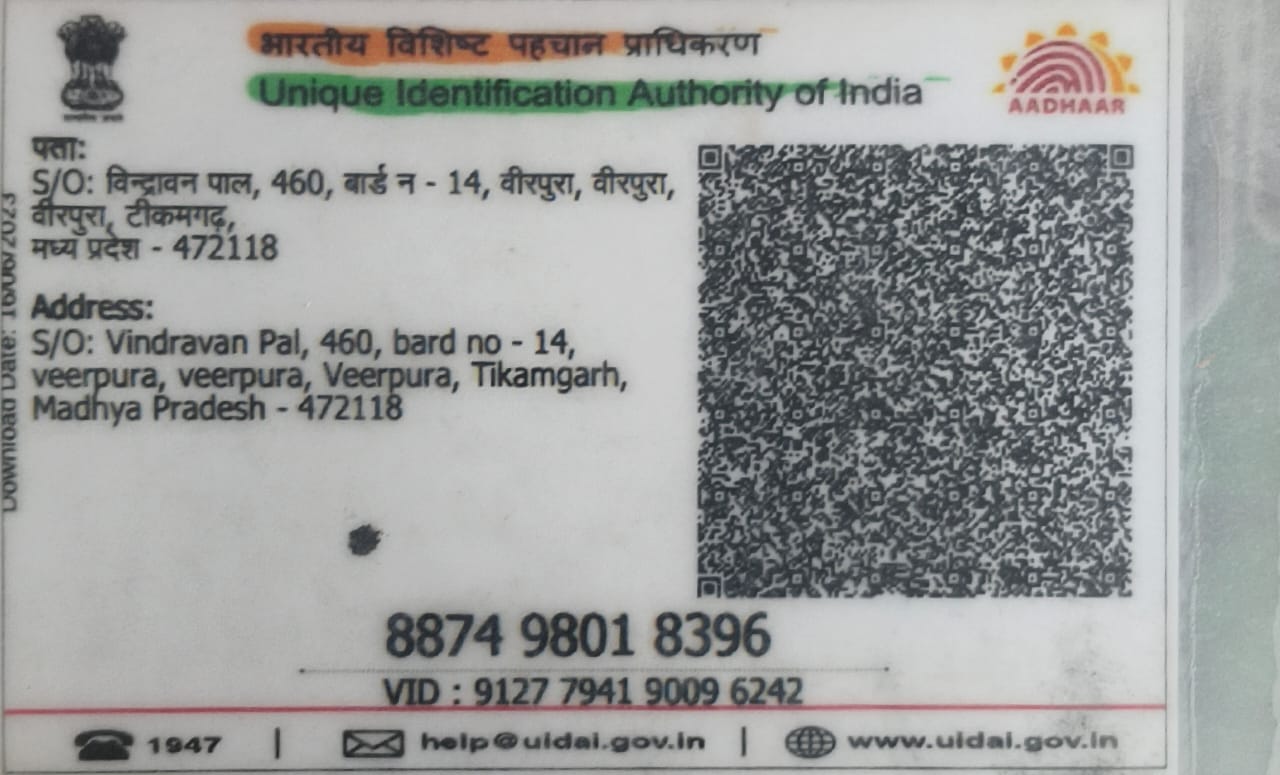 भारतीय विशिष्ट पहचान प्राधिकरण
Unique Identification Authority of India
AADHAAR
पता:
S/O: विन्द्रावन पाल, 460, बार्ड न - 14, वीरपुरा, वीरपुरा,
वीरपुरा, टीकमगढ़,
मध्य प्रदेश - 472118
Address:
S/O: Vindravan Pal, 460, bard no - 14,
veerpura, veerpura, Veerpura, Tikamgarh,
Madhya Pradesh - 472118
Download Date: 16/06/2023
8874 9801 8396
VID : 9127 7941 9009 6242
1947 | help@uidai.gov.in | www.uidai.gov.in